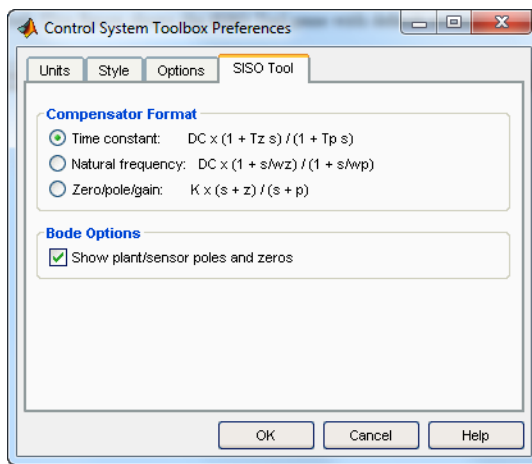 Control System Toolbox Preferences
Units Style Options SISO Tool
Compensator Format
Time constant: DC x (1 + Tz s) / (1 + Tp s)
Natural frequency: DC x (1 + s/wz) / (1 + s/wp)
Zero/pole/gain: K x (s + z) / (s + p)
Bode Options
Show plant/sensor poles and zeros
OK Cancel Help